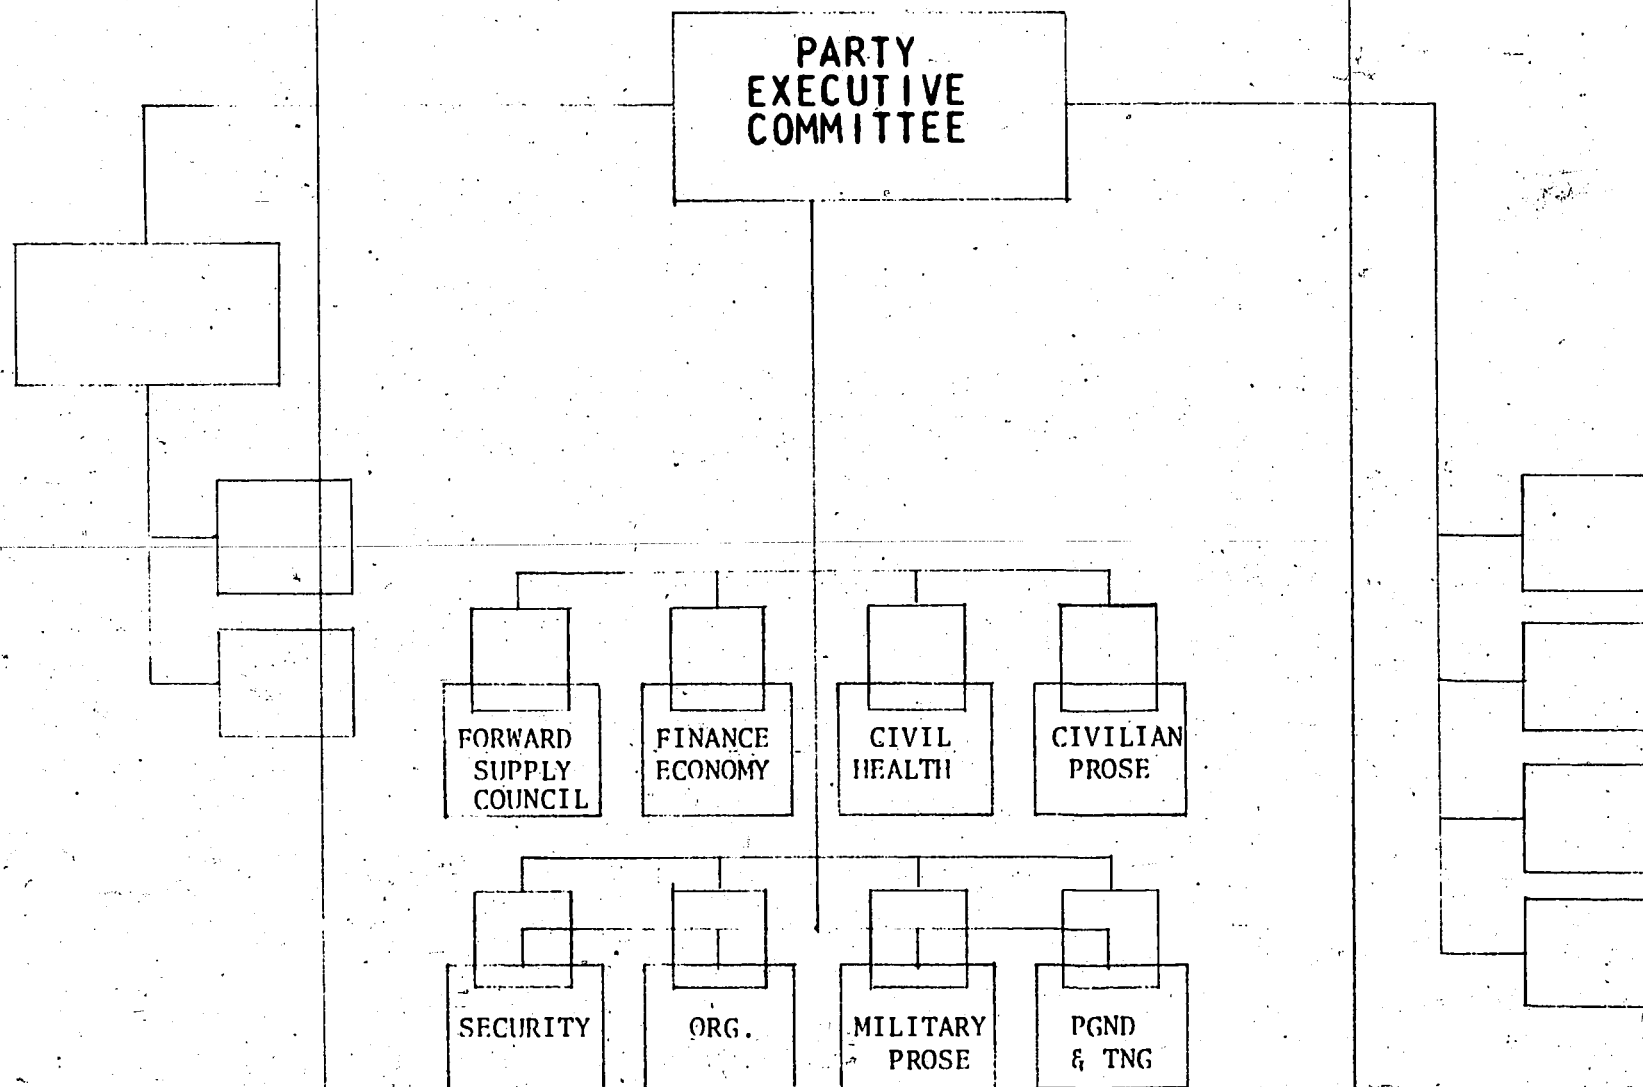 PARTY
EXECUTIVE
COMMITTEE
FORWARD
SUPPLY
COUNCIL
FINANCE
ECONOMY
CIVIL
HEALTH
CIVILIAN
PROSE
SECURITY
ORG.
MILITARY
PROSE
PGND
& TNG